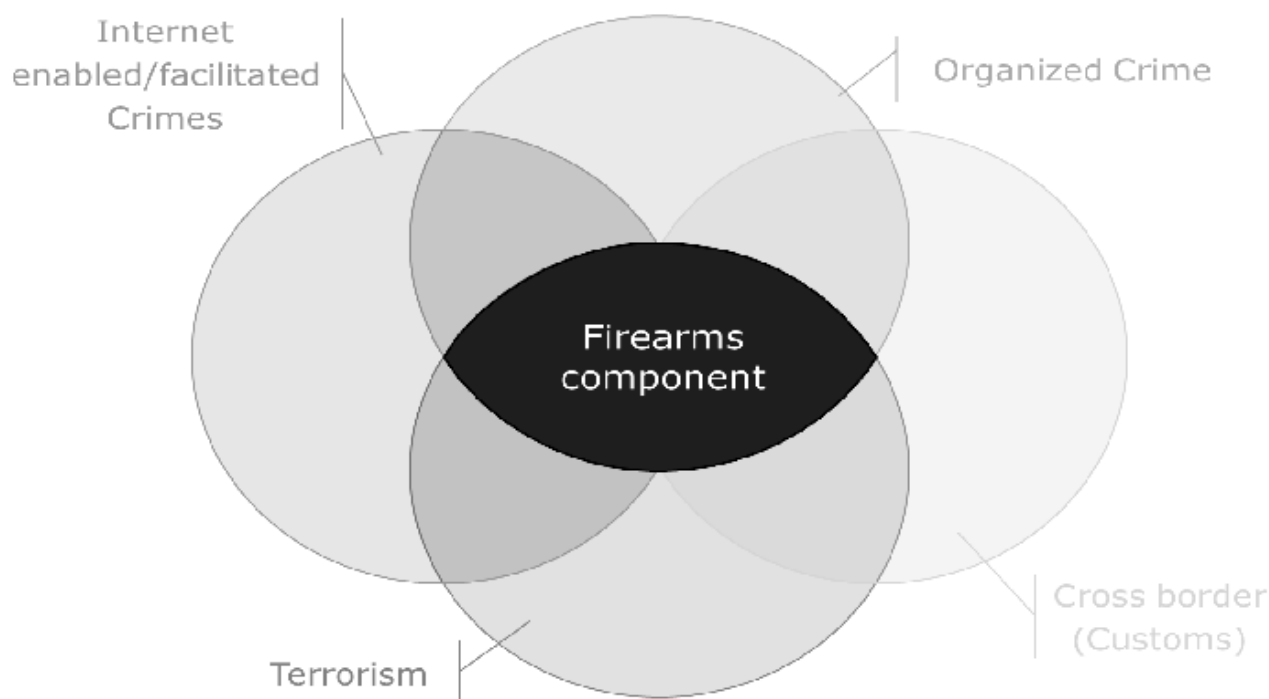 Internet
enabled/facilitated
Crimes
Organized Crime
Firearms
component
Cross border
(Customs)
Terrorism